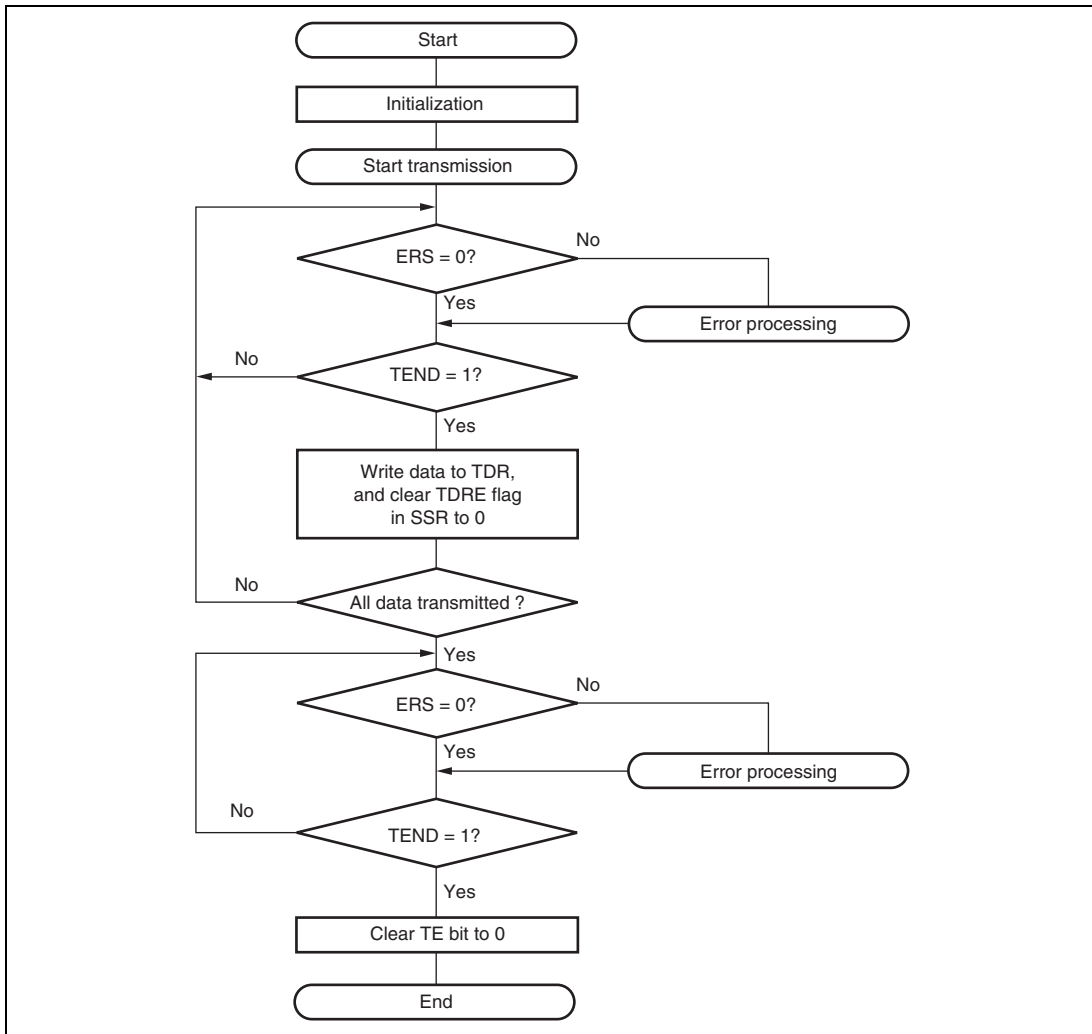 Start
Initialization
Start transmission
ERS = 0?
No
Yes
Error processing
No
TEND = 1?
Yes
Write data to TDR,
and clear TDRE flag
in SSR to 0
No
All data transmitted ?
Yes
ERS = 0?
No
Yes
Error processing
No
TEND = 1?
Yes
Clear TE bit to 0
End